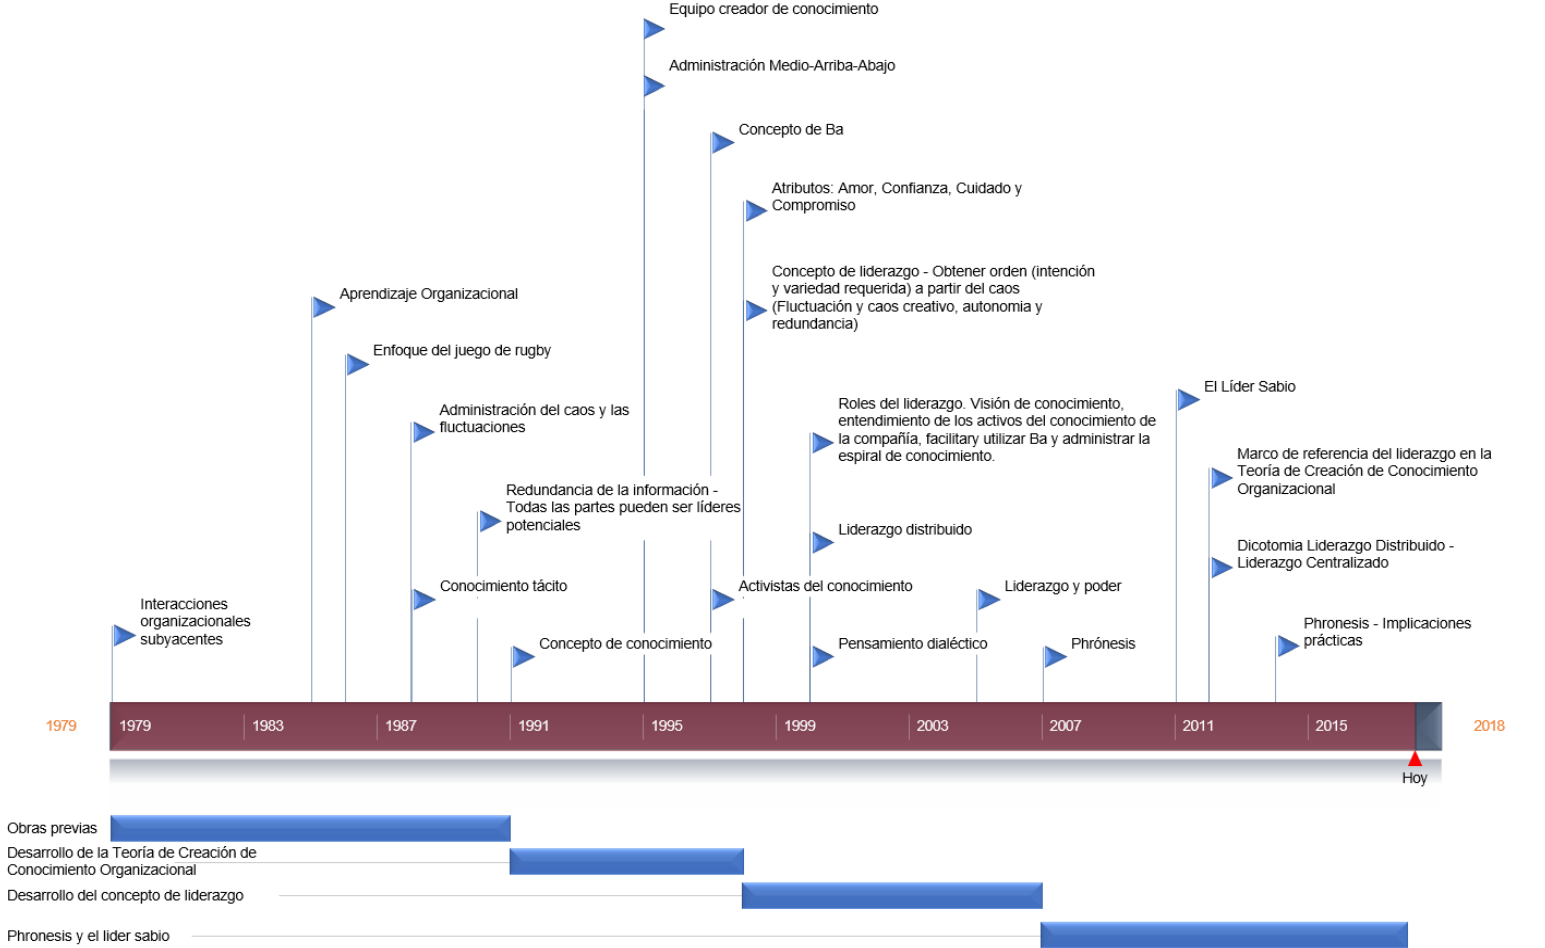 Equipo creador de conocimiento
Administración Medio-Arriba-Abajo
Concepto de Ba
Atributos: Amor, Confianza, Cuidado y
Compromiso
Concepto de liderazgo - Obtener orden (intención
y variedad requerida) a partir del caos
(Fluctuación y caos creativo, autonomia y
redundancia)
Aprendizaje Organizacional
Enfoque del juego de rugby
Administración del caos y las
fluctuaciones
Redundancia de la información -
Todas las partes pueden ser líderes
potenciales
Conocimiento tácito
Concepto de conocimiento
Interacciones
organizacionales
subyacentes
Roles del liderazgo. Visión de conocimiento,
entendimiento de los activos del conocimiento de
la compañía, facilitary utilizar Ba y administrar la
espiral de conocimiento.
Liderazgo distribuido
Activistas del conocimiento
Pensamiento dialéctico
Liderazgo y poder
Phrónesis
El Líder Sabio
Marco de referencia del liderazgo en la
Teoría de Creación de Conocimiento
Organizacional
Dicotomia Liderazgo Distribuido -
Liderazgo Centralizado
Phronesis - Implicaciones
prácticas
1979 1979 1983 1987 1991 1995 1999 2003 2007 2011 2015 2018
Hoy
Obras previas
Desarrollo de la Teoría de Creación de
Conocimiento Organizacional
Desarrollo del concepto de liderazgo
Phronesis y el lider sabio